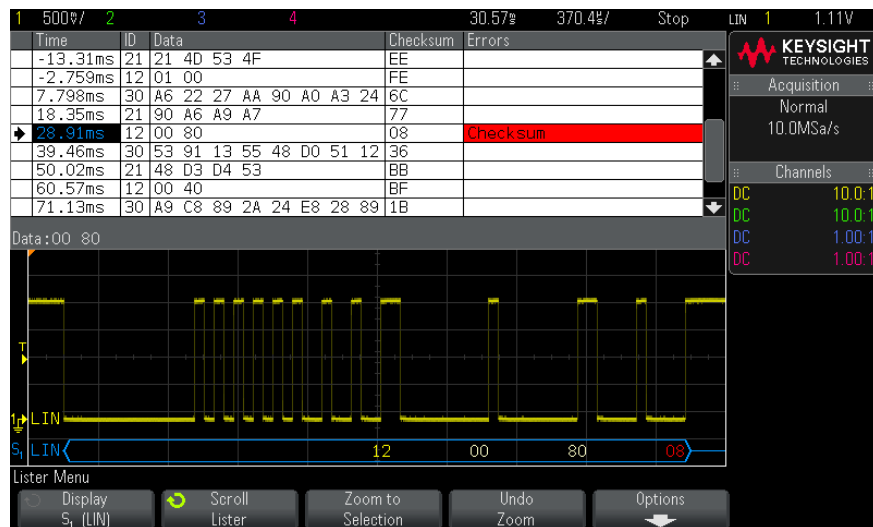 1 500mV/ 2 3 4 30.57ms 370.4us/ Stop LIN 1 1.11V
Time ID Data Checksum Errors
-13.31ms 21 21 4D 53 4F EE
-2.759ms 12 01 00 FE
7.798ms 30 A6 22 27 AA 90 A0 A3 24 6C
18.35ms 21 90 A6 A9 A7 77
28.91ms 12 00 80 08 Checksum
39.46ms 30 53 91 13 55 48 D0 51 12 36
50.02ms 21 48 D3 D4 53 BB
60.57ms 12 00 40 BF
71.13ms 30 A9 C8 89 2A 24 E8 28 89 1B
Data:00 80
KEYSIGHT
TECHNOLOGIES
Acquisition
Normal
10.0MSa/s
Channels
DC 10.0:1
DC 10.0:1
DC 1.00:1
DC 1.00:1
T
1 LIN
S1 LIN 12 00 80 08
Lister Menu
Display
S1 (LIN)
Scroll
Lister
Zoom to
Selection
Undo
Zoom
Options